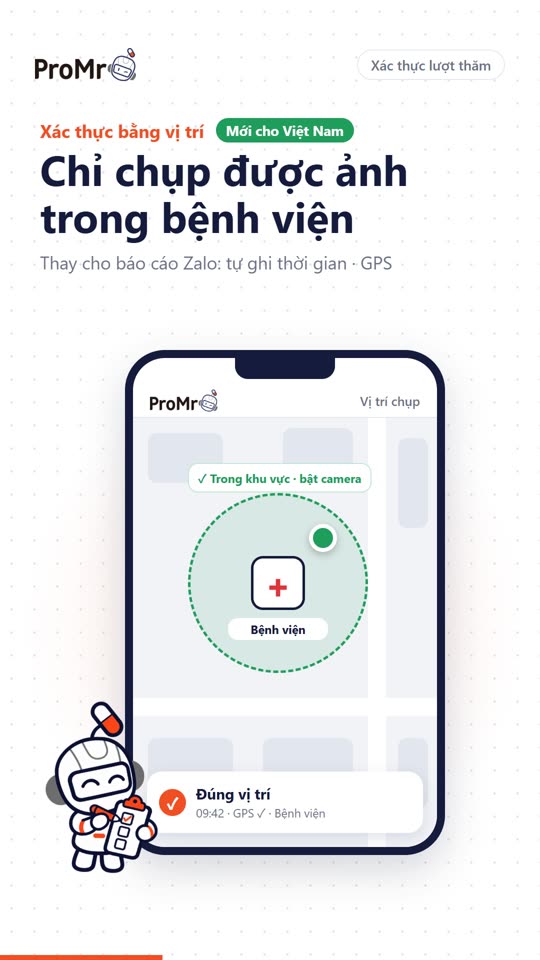 ProMr
Xác thực lượt thăm
Xác thực bằng vị trí
Mới cho Việt Nam
Chỉ chụp được ảnh
trong bệnh viện
Thay cho báo cáo Zalo: tự ghi thời gian · GPS
ProMr
Vị trí chụp
✓ Trong khu vực · bật camera
Bệnh viện
Đúng vị trí
09:42 · GPS ✓ · Bệnh viện